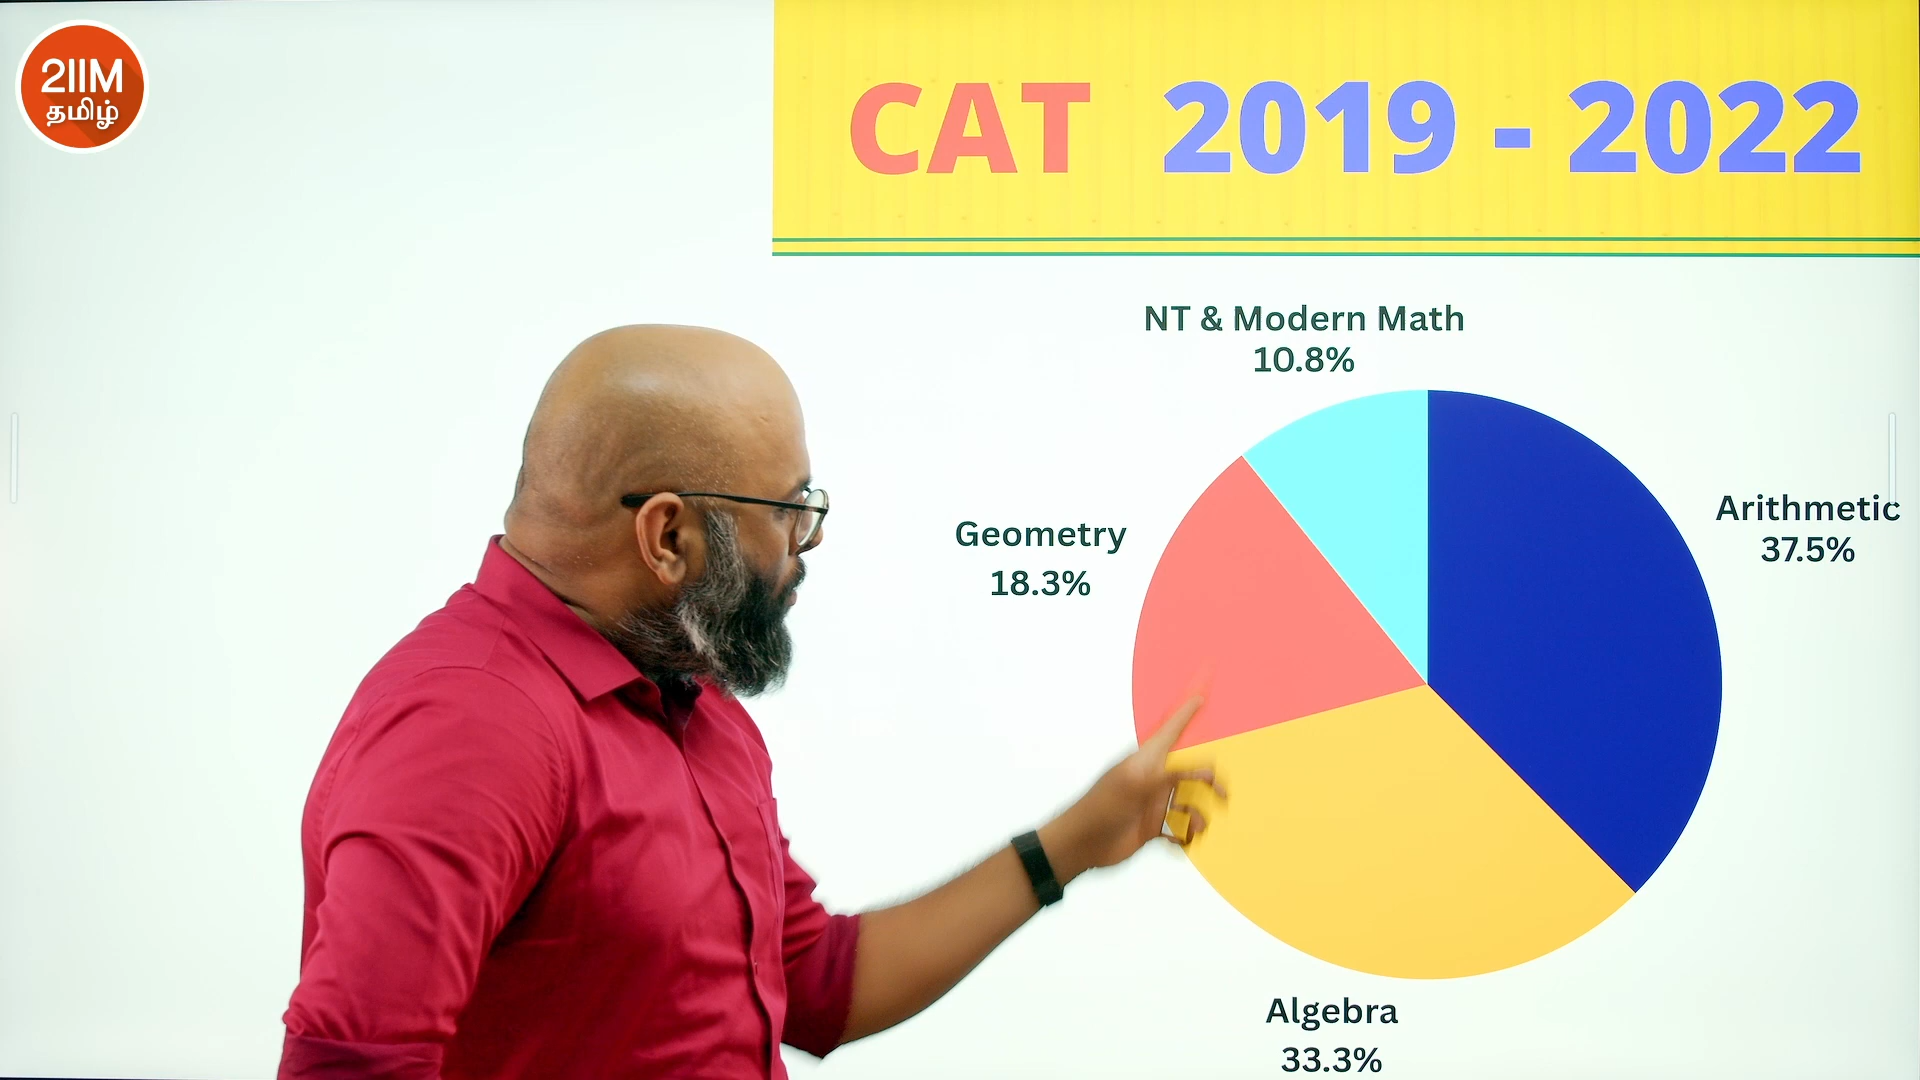 2IIM
தமிழ்
CAT 2019 - 2022
NT & Modern Math
10.8%
Arithmetic
37.5%
Geometry
18.3%
Algebra
33.3%